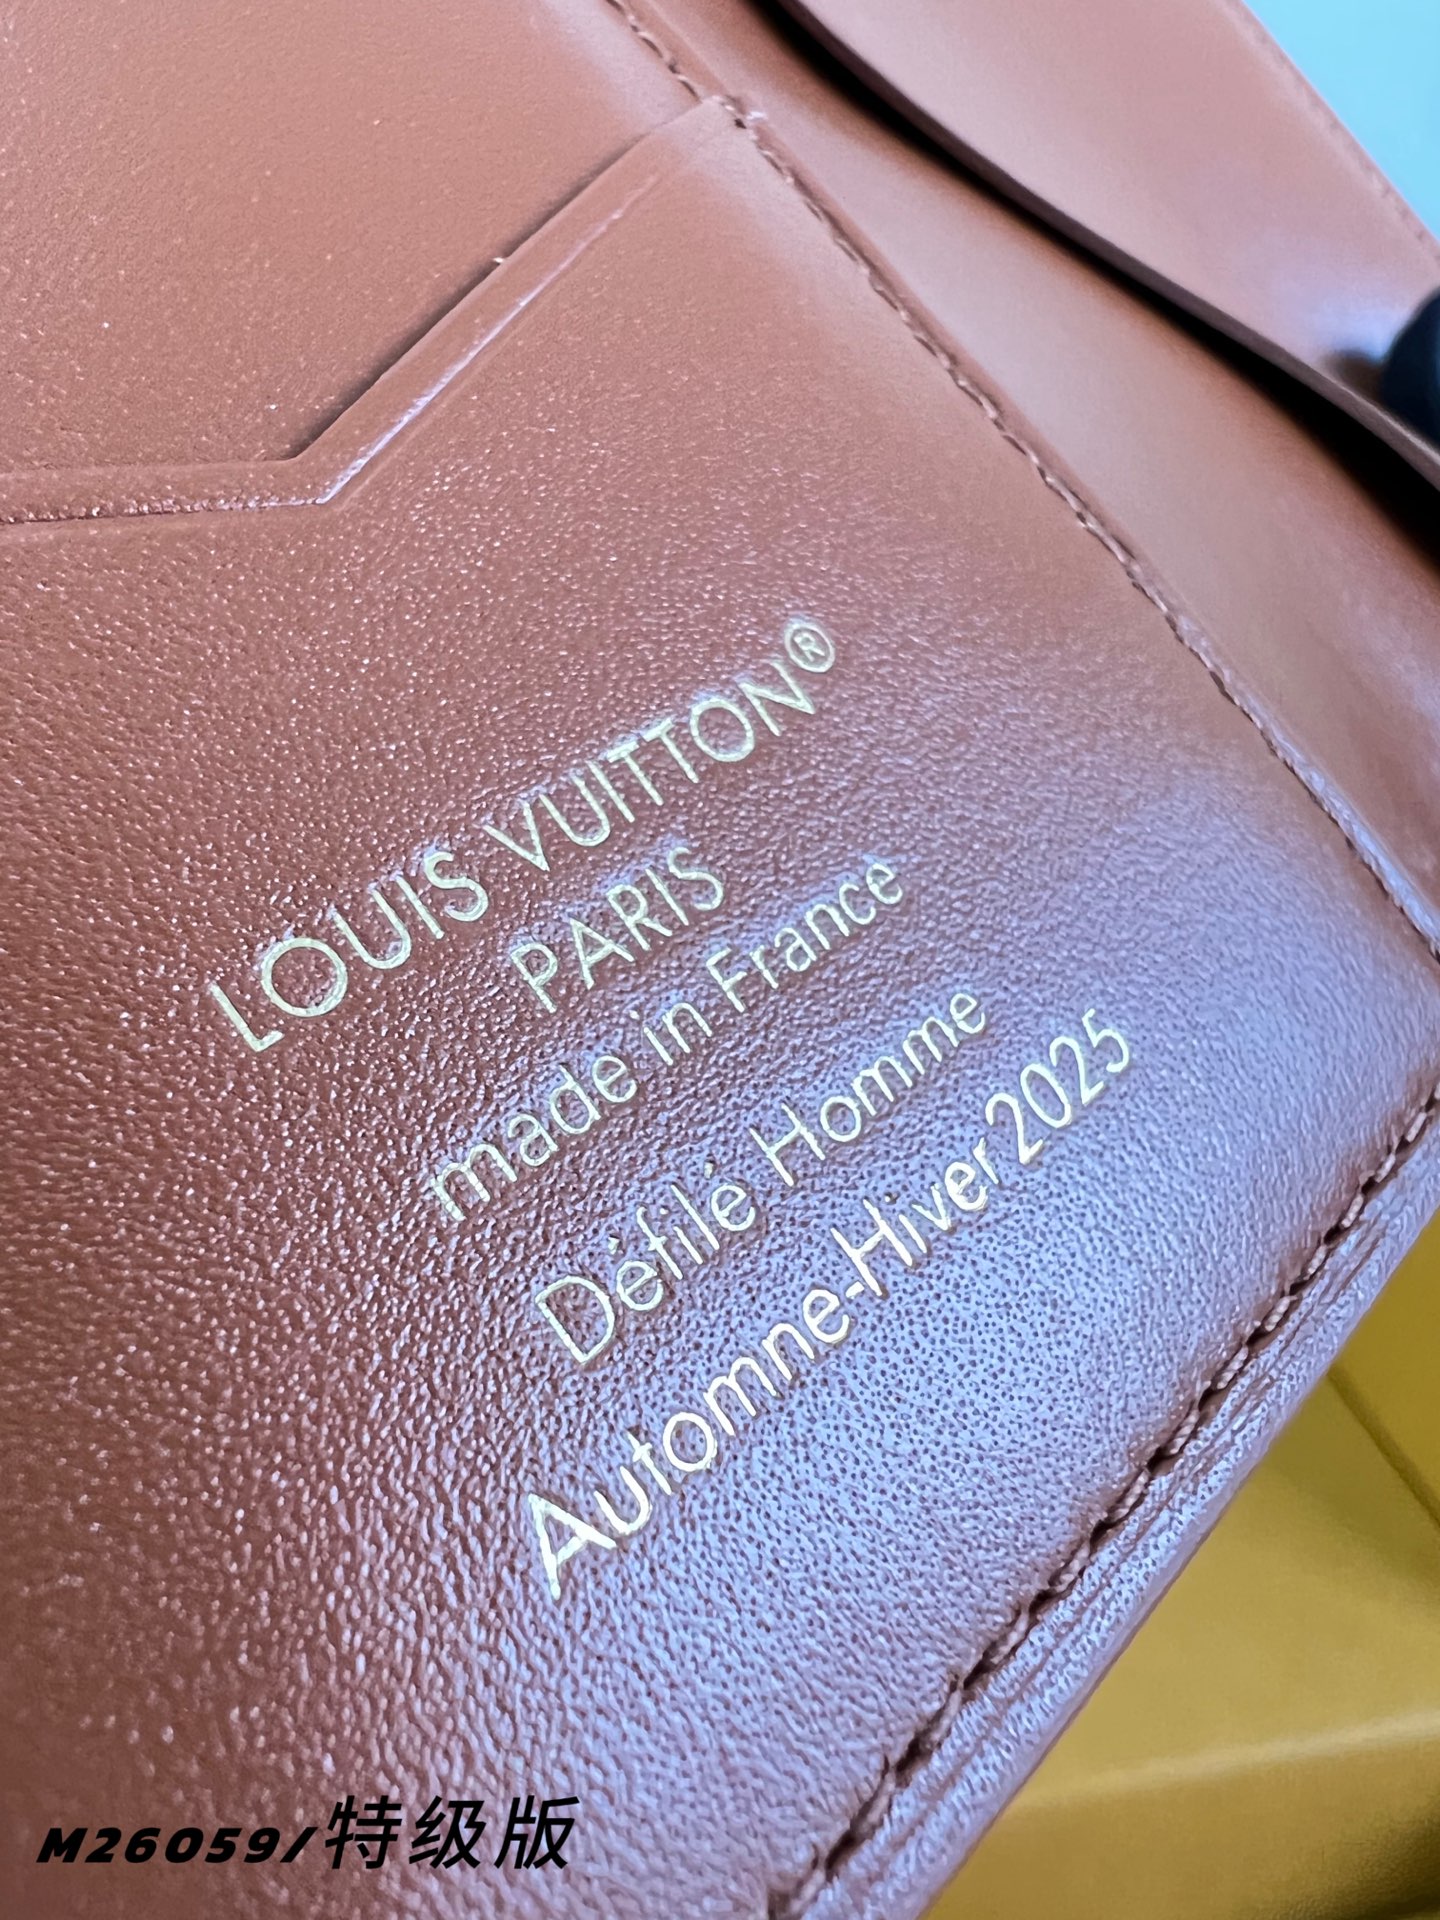 LOUIS VUITTON®
PARIS
made in France
Défilé Homme
Automne-Hiver 2025
M26059/特级版